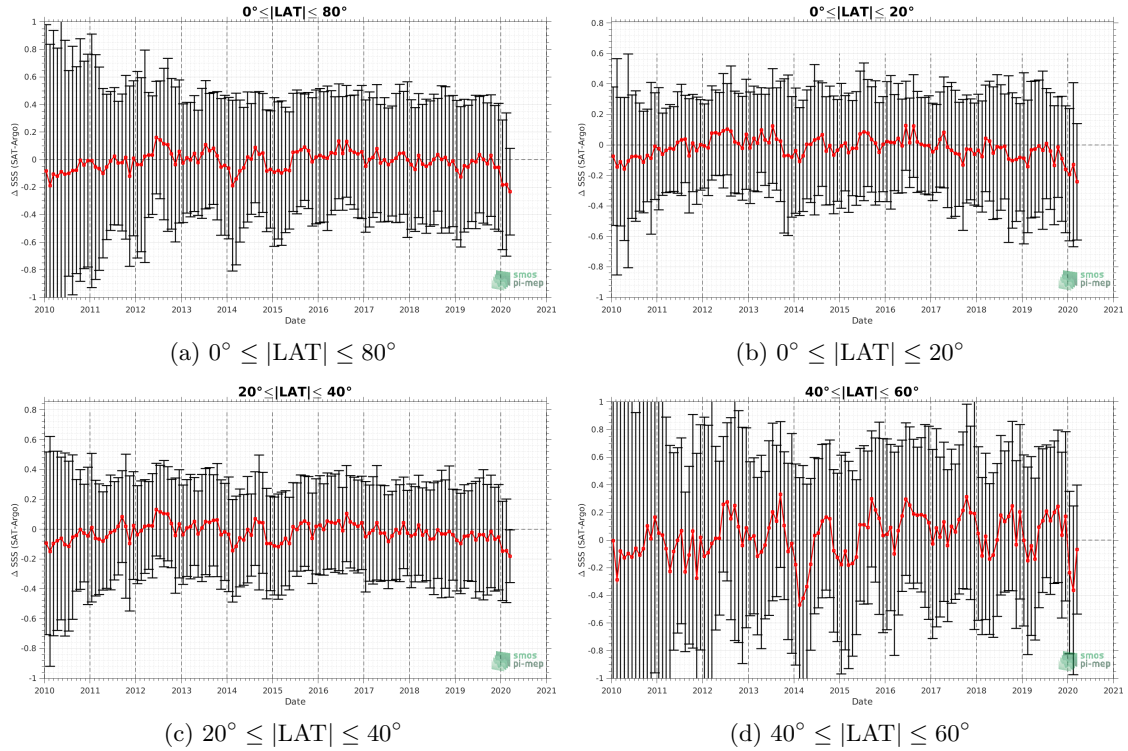 0°≤|LAT|≤ 80°
1
0.8
0.6
0.4
0.2
0
-0.2
-0.4
-0.6
-0.8
-1
Δ SSS (SAT-Argo)
2010 2011 2012 2013 2014 2015 2016 2017 2018 2019 2020 2021
Date
smos
pi-mep
(a) 0° ≤ |LAT| ≤ 80°
0°≤|LAT|≤ 20°
0.8
0.6
0.4
0.2
0
-0.2
-0.4
-0.6
-0.8
-1
Δ SSS (SAT-Argo)
2010 2011 2012 2013 2014 2015 2016 2017 2018 2019 2020 2021
Date
smos
pi-mep
(b) 0° ≤ |LAT| ≤ 20°
20°≤|LAT|≤ 40°
0.8
0.6
0.4
0.2
0
-0.2
-0.4
-0.6
-0.8
-1
Δ SSS (SAT-Argo)
2010 2011 2012 2013 2014 2015 2016 2017 2018 2019 2020 2021
Date
smos
pi-mep
(c) 20° ≤ |LAT| ≤ 40°
40°≤|LAT|≤ 60°
1
0.8
0.6
0.4
0.2
0
-0.2
-0.4
-0.6
-0.8
-1
Δ SSS (SAT-Argo)
2010 2011 2012 2013 2014 2015 2016 2017 2018 2019 2020 2021
Date
smos
pi-mep
(d) 40° ≤ |LAT| ≤ 60°